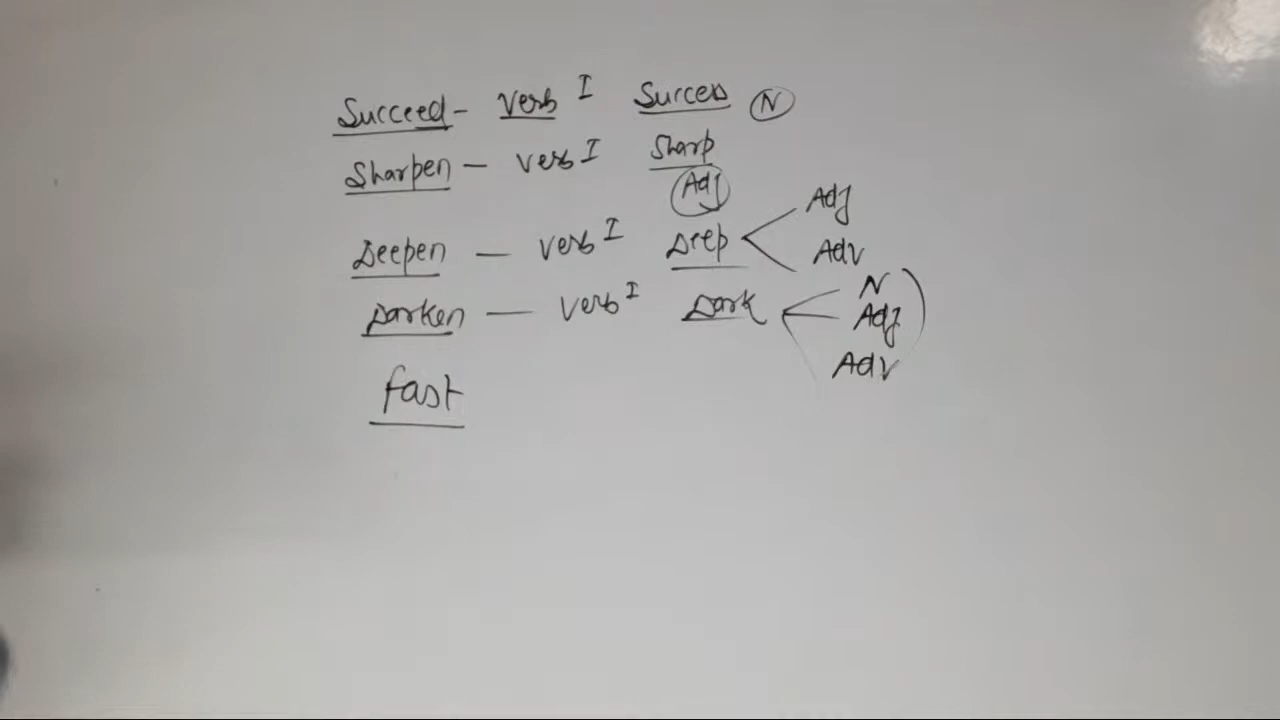 Succeed - Verb I Success N
Sharpen - Verb I Sharp
Adj
Deepen - Verb I Deep Adj
Adv
Darken - Verb I Dark N
Adj
Adv
fast